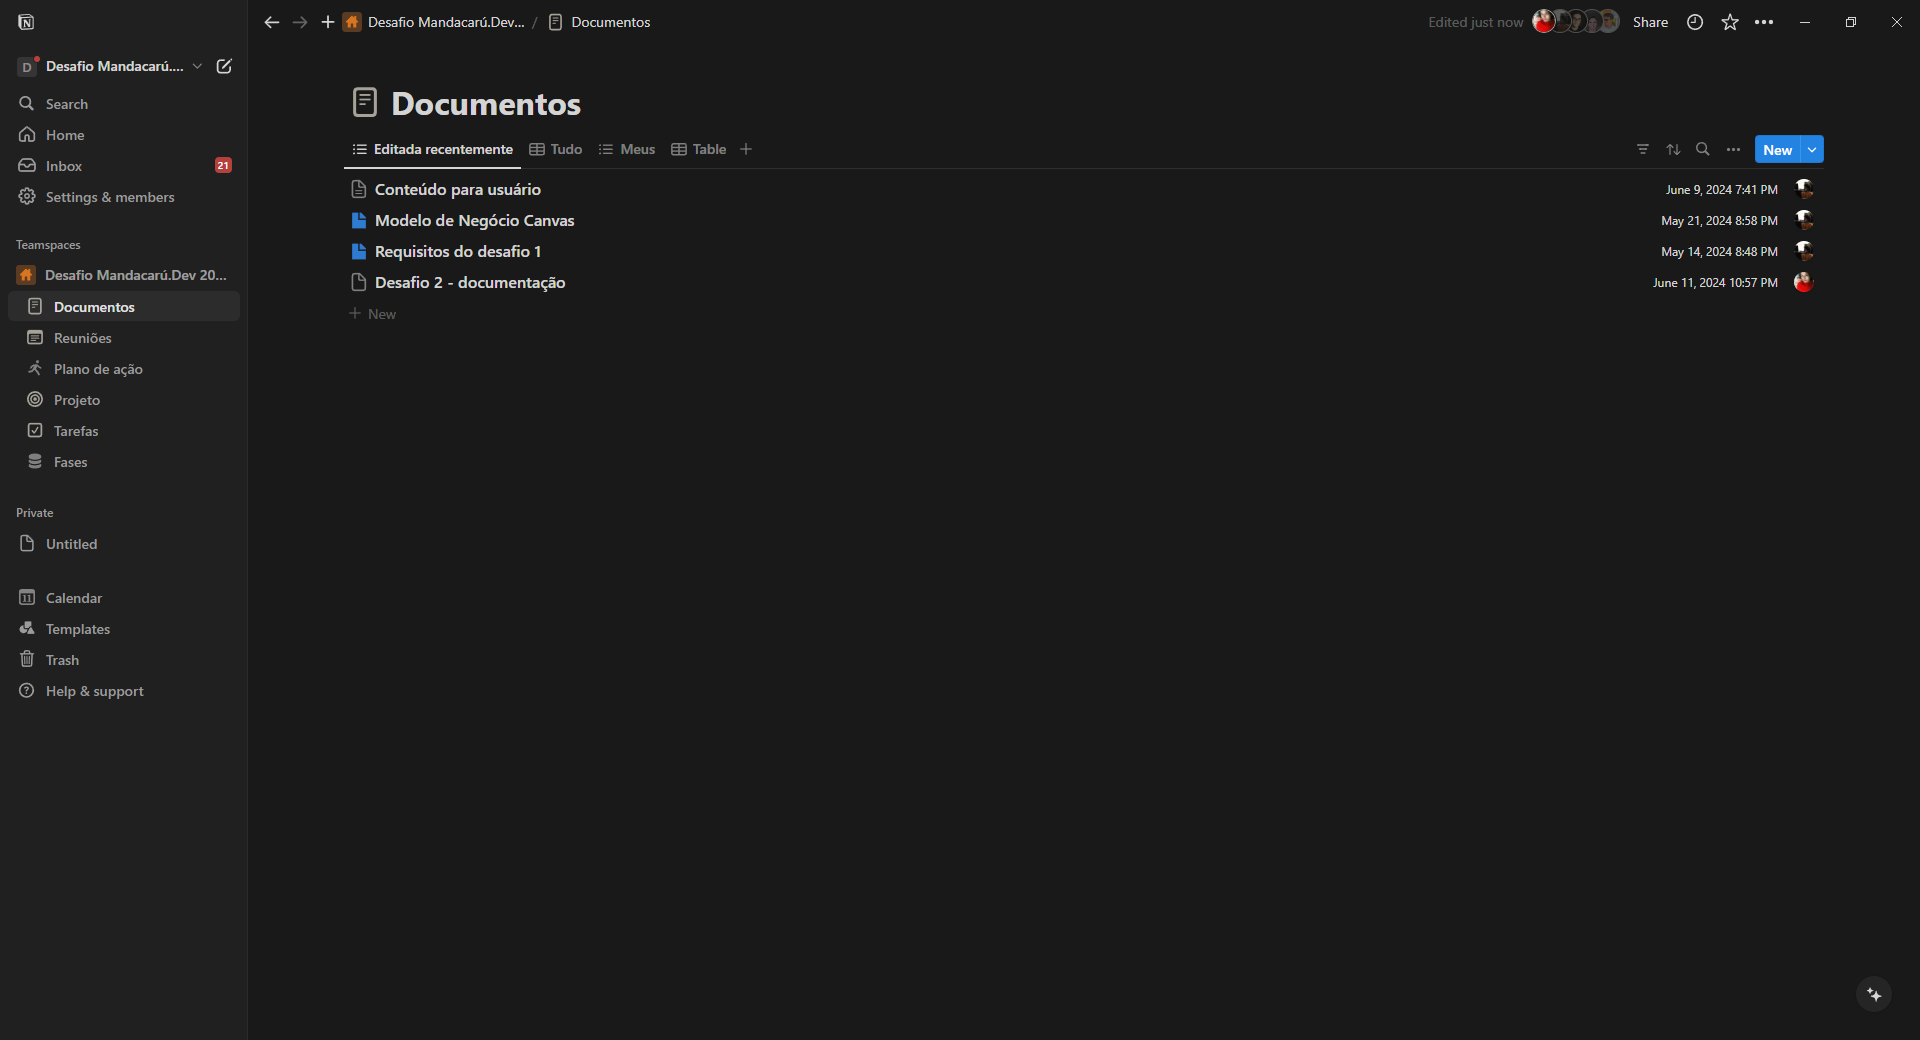 Desafio Mandacarú.Dev... / Documentos
Edited just now
Share
D Desafio Mandacarú....
Search
Home
Inbox 21
Settings & members
Teamspaces
Desafio Mandacarú.Dev 20...
Documentos
Reuniões
Plano de ação
Projeto
Tarefas
Fases
Private
Untitled
11 Calendar
Templates
Trash
Help & support
Documentos
Editada recentemente Tudo Meus Table
New
Conteúdo para usuário June 9, 2024 7:41 PM
Modelo de Negócio Canvas May 21, 2024 8:58 PM
Requisitos do desafio 1 May 14, 2024 8:48 PM
Desafio 2 - documentação June 11, 2024 10:57 PM
New